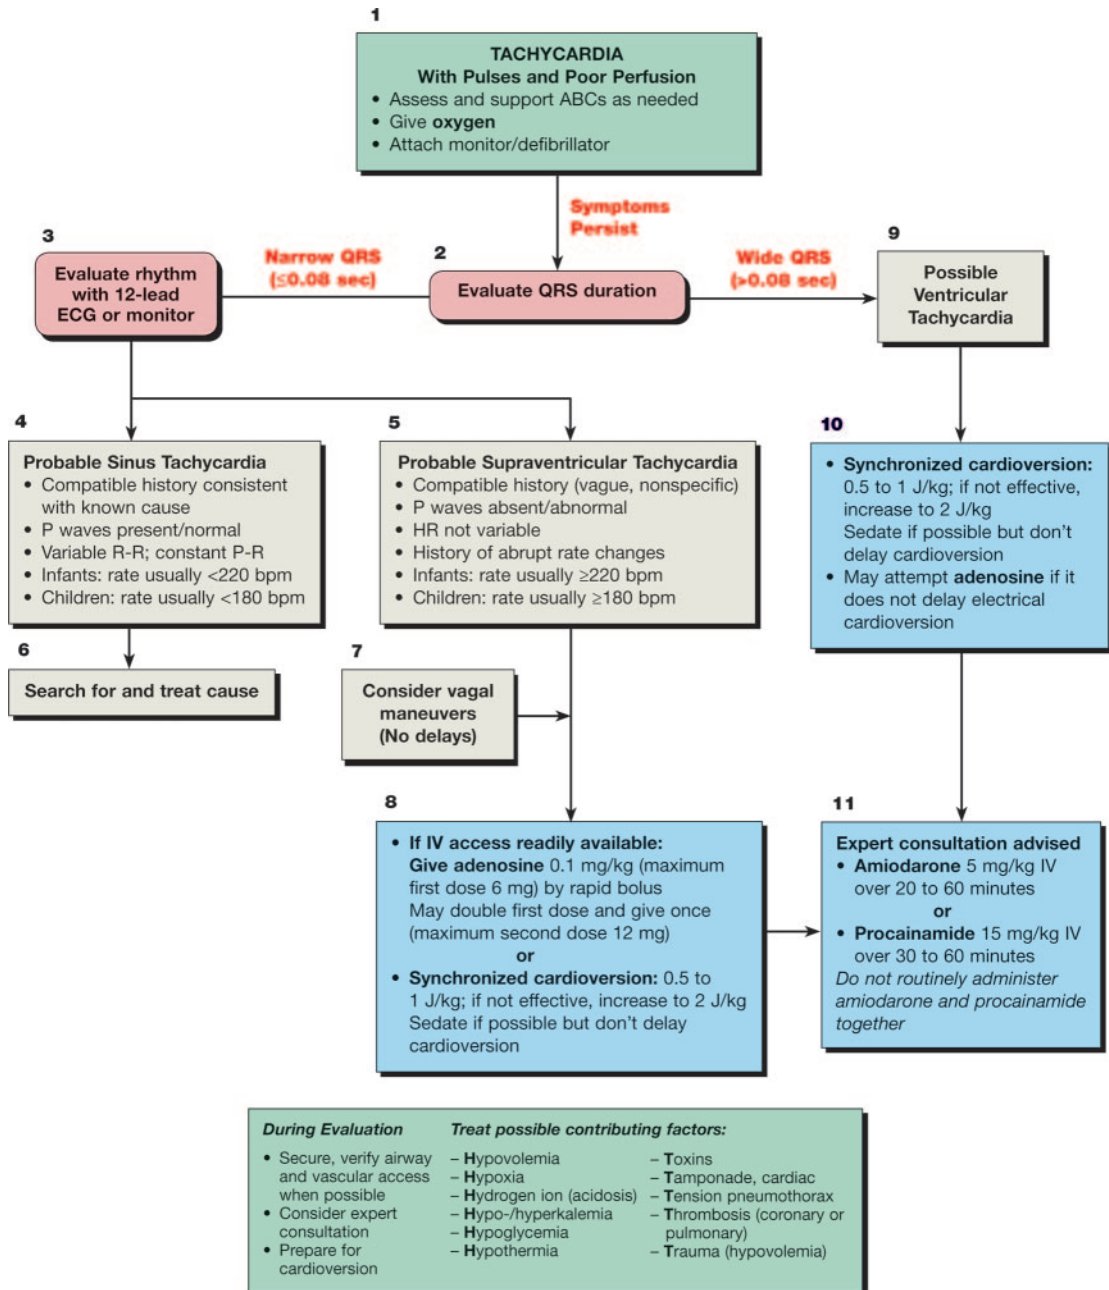 1
TACHYCARDIA
With Pulses and Poor Perfusion
• Assess and support ABCs as needed
• Give oxygen
• Attach monitor/defibrillator
Symptoms
Persist
2
Evaluate QRS duration
Narrow QRS
(≤0.08 sec)
Wide QRS
(>0.08 sec)
3
Evaluate rhythm
with 12-lead
ECG or monitor
9
Possible
Ventricular
Tachycardia
4
Probable Sinus Tachycardia
• Compatible history consistent
with known cause
• P waves present/normal
• Variable R-R; constant P-R
• Infants: rate usually <220 bpm
• Children: rate usually <180 bpm
5
Probable Supraventricular Tachycardia
• Compatible history (vague, nonspecific)
• P waves absent/abnormal
• HR not variable
• History of abrupt rate changes
• Infants: rate usually ≥220 bpm
• Children: rate usually ≥180 bpm
10
• Synchronized cardioversion:
0.5 to 1 J/kg; if not effective,
increase to 2 J/kg
Sedate if possible but don't
delay cardioversion
• May attempt adenosine if it
does not delay electrical
cardioversion
6
Search for and treat cause
7
Consider vagal
maneuvers
(No delays)
8
• If IV access readily available:
Give adenosine 0.1 mg/kg (maximum
first dose 6 mg) by rapid bolus
May double first dose and give once
(maximum second dose 12 mg)
or
• Synchronized cardioversion: 0.5 to
1 J/kg; if not effective, increase to 2 J/kg
Sedate if possible but don't delay
cardioversion
11
Expert consultation advised
• Amiodarone 5 mg/kg IV
over 20 to 60 minutes
or
• Procainamide 15 mg/kg IV
over 30 to 60 minutes
Do not routinely administer
amiodarone and procainamide
together
During Evaluation
• Secure, verify airway
and vascular access
when possible
• Consider expert
consultation
• Prepare for
cardioversion
Treat possible contributing factors:
– Hypovolemia
– Hypoxia
– Hydrogen ion (acidosis)
– Hypo-/hyperkalemia
– Hypoglycemia
– Hypothermia
– Toxins
– Tamponade, cardiac
– Tension pneumothorax
– Thrombosis (coronary or
pulmonary)
– Trauma (hypovolemia)